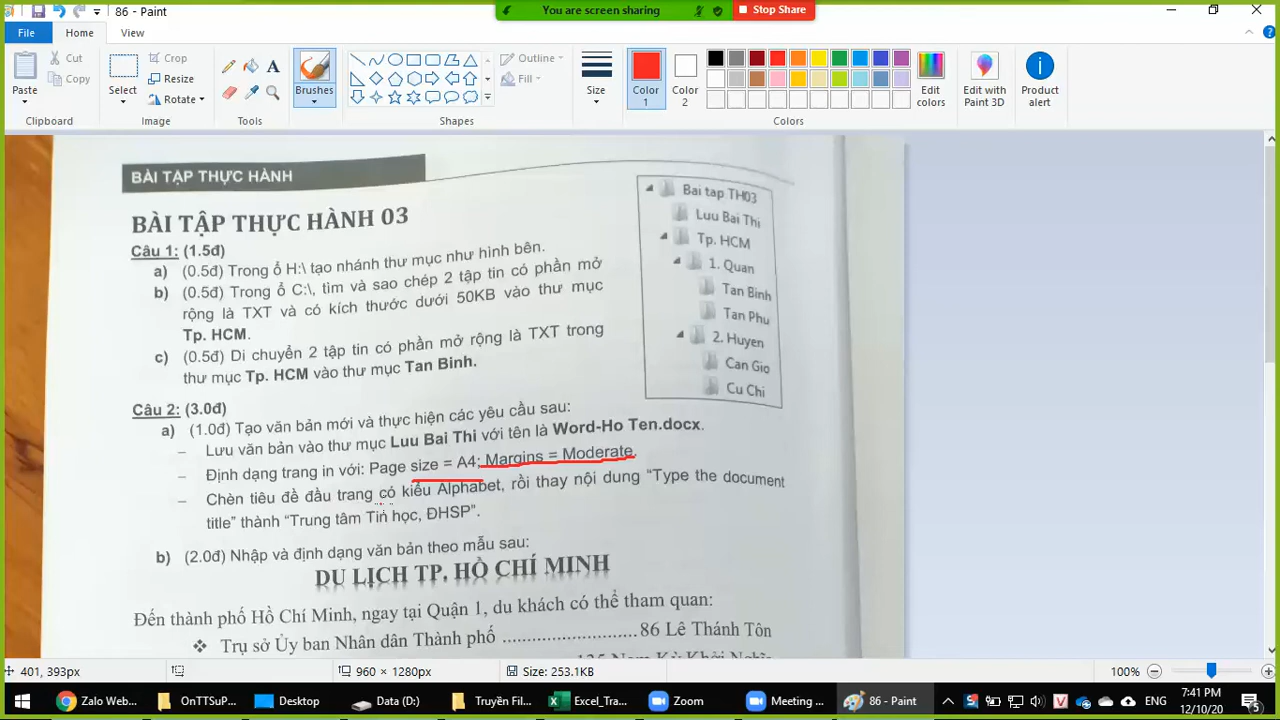 86 - Paint
You are screen sharing
Stop Share
File
Home
View
Paste
Cut
Copy
Clipboard
Select
Crop
Resize
Rotate
Image
Tools
Brushes
Shapes
Outline
Fill
Size
Color 1
Color 2
Edit colors
Colors
Edit with Paint 3D
Product alert
BÀI TẬP THỰC HÀNH
BÀI TẬP THỰC HÀNH 03
Câu 1: (1.5đ)
a) (0.5đ) Trong ổ H:\ tạo nhánh thư mục như hình bên.
b) (0.5đ) Trong ổ C:\, tìm và sao chép 2 tập tin có phần mở
rộng là TXT và có kích thước dưới 50KB vào thư mục
Tp. HCM.
c) (0.5đ) Di chuyển 2 tập tin có phần mở rộng là TXT trong
thư mục Tp. HCM vào thư mục Tan Binh.
Bai tap TH03
Luu Bai Thi
Tp. HCM
1. Quan
Tan Binh
Tan Phu
2. Huyen
Can Gio
Cu Chi
Câu 2: (3.0đ)
a) (1.0đ) Tạo văn bản mới và thực hiện các yêu cầu sau:
– Lưu văn bản vào thư mục Luu Bai Thi với tên là Word-Ho Ten.docx.
– Định dạng trang in với: Page size = A4; Margins = Moderate.
– Chèn tiêu đề đầu trang có kiểu Alphabet, rồi thay nội dung “Type the document
title” thành “Trung tâm Tin học, ĐHSP”.
b) (2.0đ) Nhập và định dạng văn bản theo mẫu sau:
DU LỊCH TP. HỒ CHÍ MINH
Đến thành phố Hồ Chí Minh, ngay tại Quận 1, du khách có thể tham quan:
❖ Trụ sở Ủy ban Nhân dân Thành phố ........................... 86 Lê Thánh Tôn
401, 393px
960 × 1280px
Size: 253.1KB
100%
Zalo Web...
OnTTSuP...
Desktop
Data (D:)
Truyền Fil...
Excel_Tra...
Zoom
Meeting ...
86 - Paint
ENG
7:41 PM
12/10/20
5